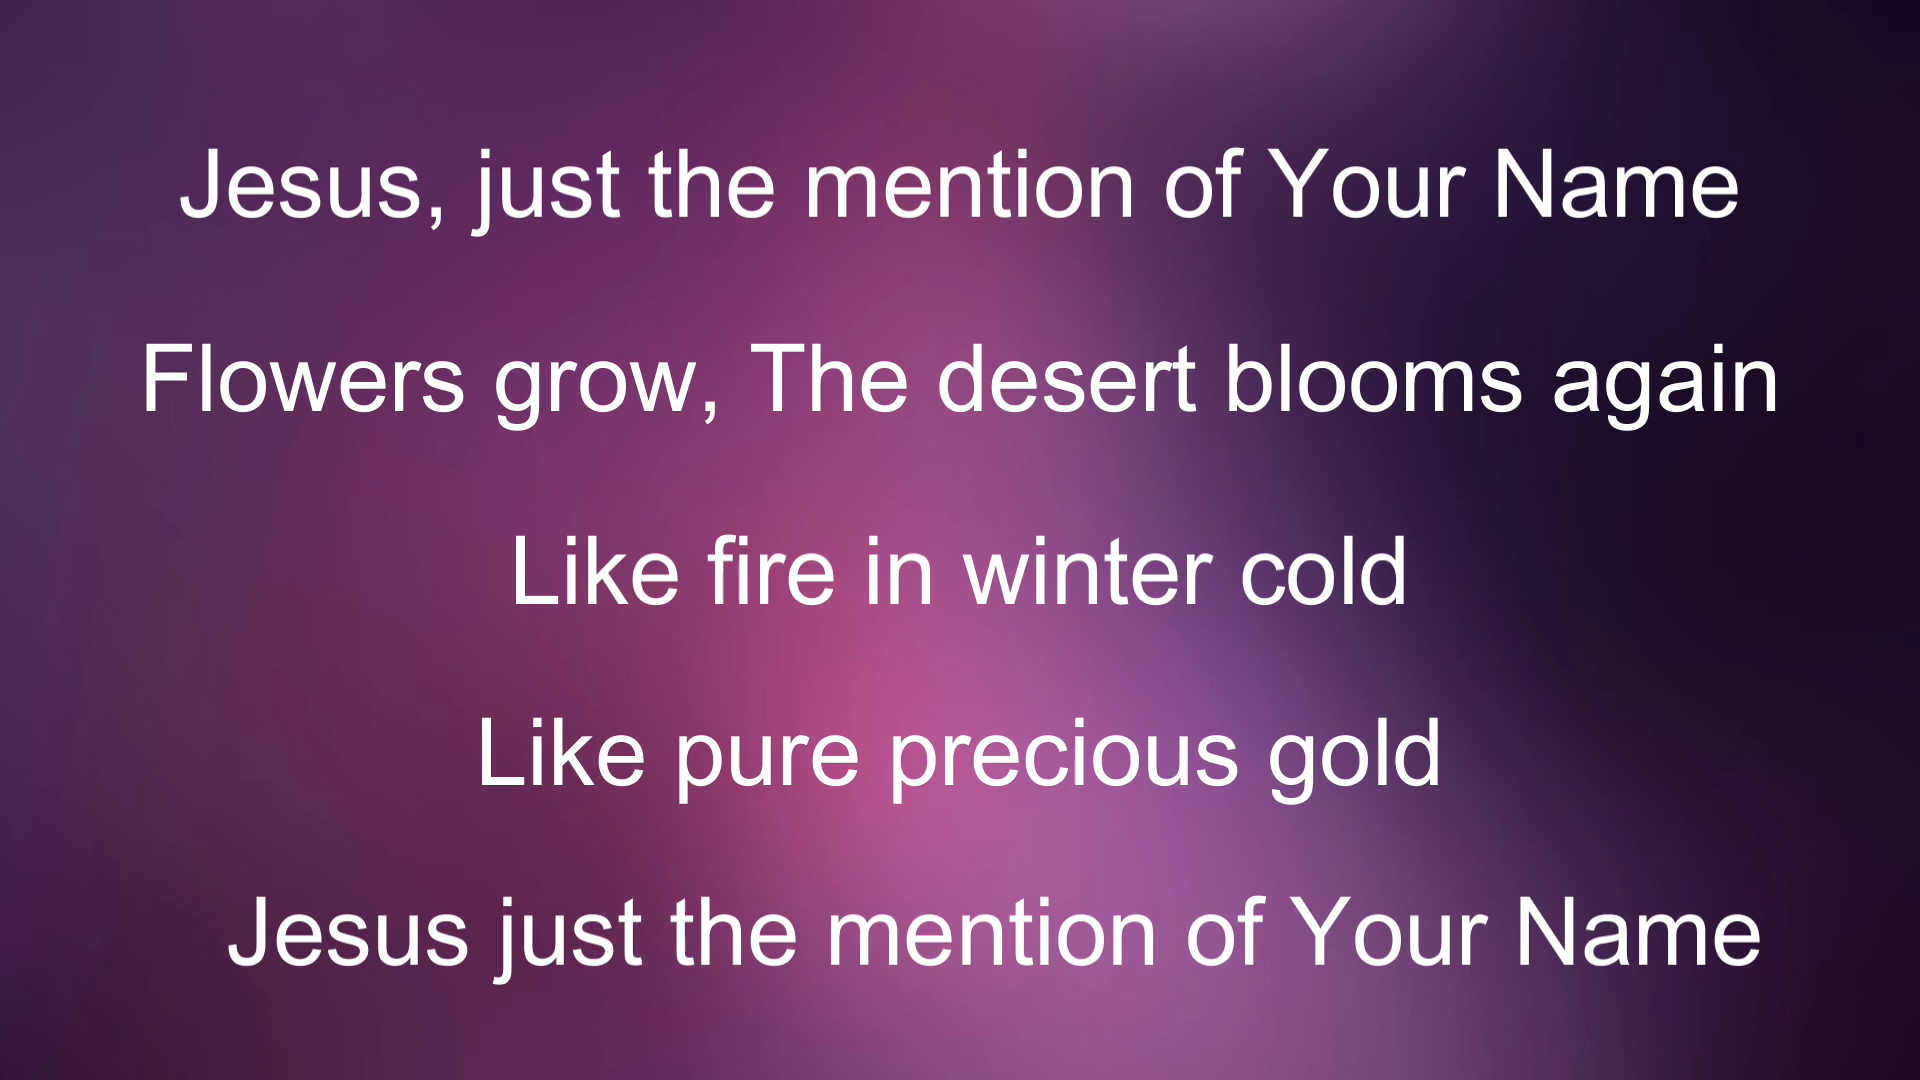 Jesus, just the mention of Your Name
Flowers grow, The desert blooms again
Like fire in winter cold
Like pure precious gold
Jesus just the mention of Your Name